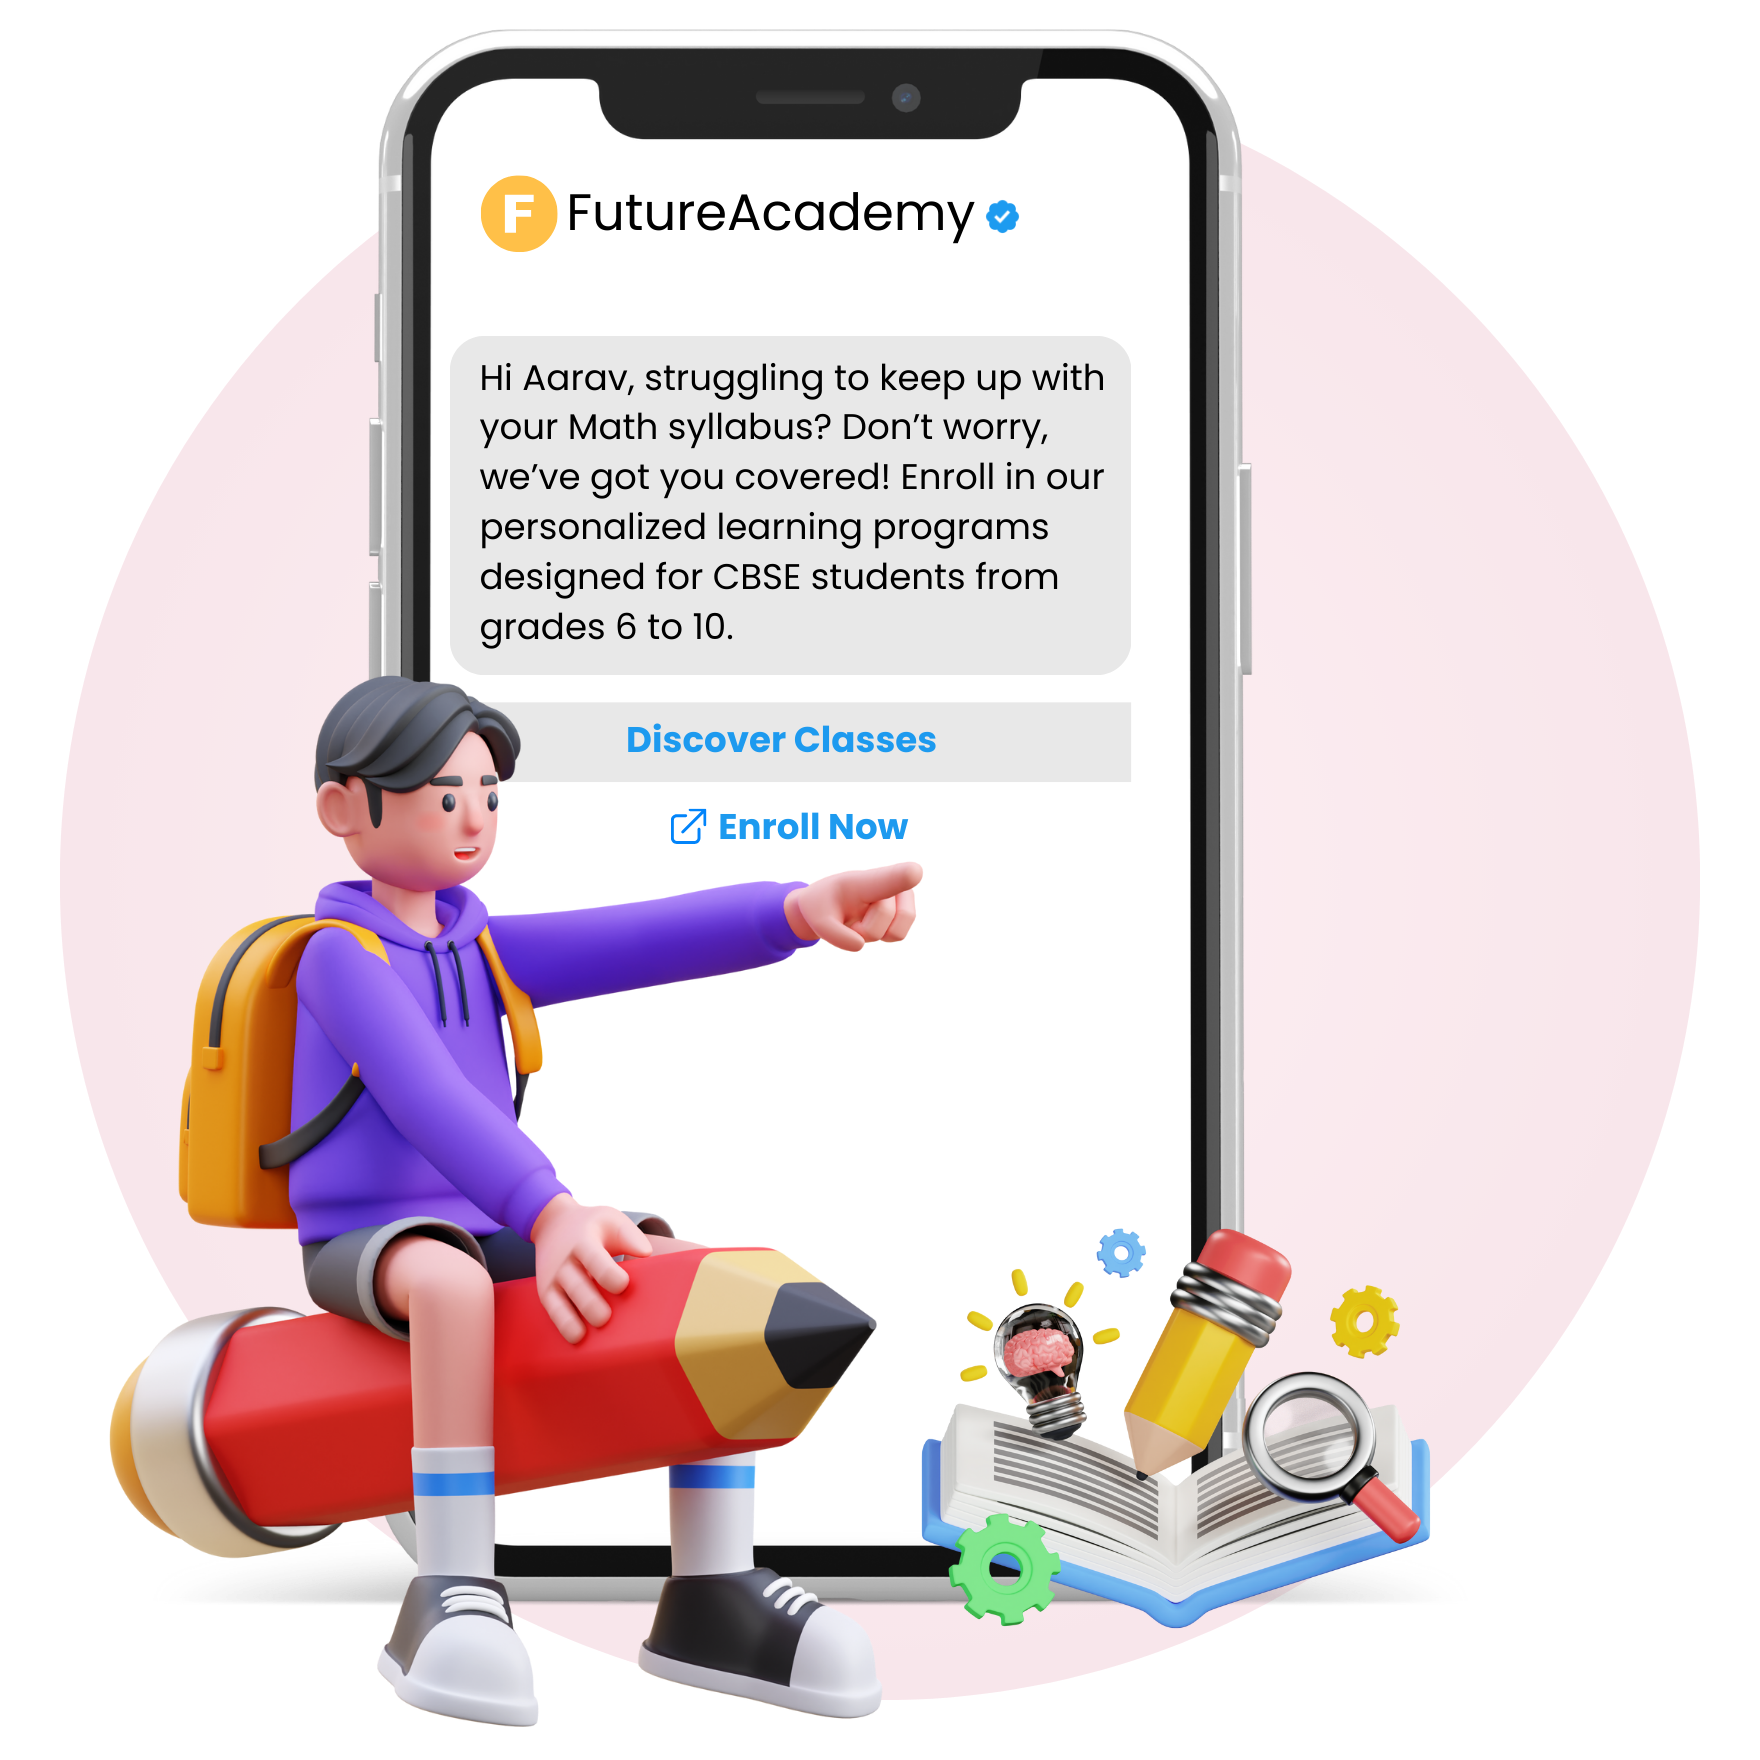 F FutureAcademy
Hi Aarav, struggling to keep up with
your Math syllabus? Don’t worry,
we’ve got you covered! Enroll in our
personalized learning programs
designed for CBSE students from
grades 6 to 10.
Discover Classes
Enroll Now